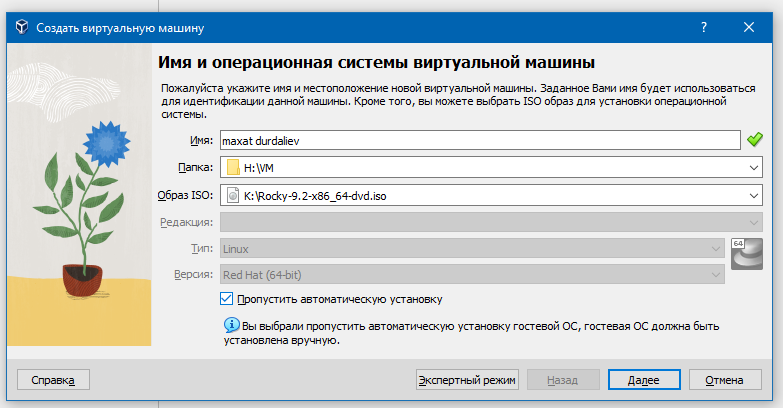 Создать виртуальную машину
?
Имя и операционная системы виртуальной машины
Пожалуйста укажите имя и местоположение новой виртуальной машины. Заданное Вами имя будет использоваться
для идентификации данной машины. Кроме того, вы можете выбрать ISO образ для установки операционной
системы.
Имя: maxat durdaliev
Папка: H:\VM
Образ ISO: K:\Rocky-9.2-x86_64-dvd.iso
Редакция:
Тип: Linux
64
Версия: Red Hat (64-bit)
Пропустить автоматическую установку
Вы выбрали пропустить автоматическую установку гостевой ОС, гостевая ОС должна быть
установлена вручную.
Справка Экспертный режим Назад Далее Отмена